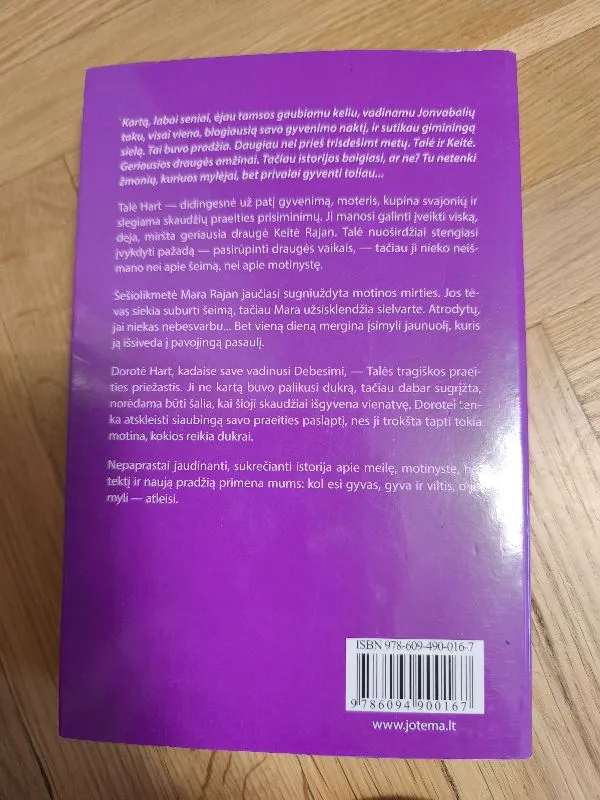 Kartą, labai seniai, ėjau tamsos gaubiamu keliu, vadinamu Jonvabalių
taku, visai viena, blogiausią savo gyvenimo naktį, ir sutikau giminingą
sielą. Tai buvo pradžia. Daugiau nei prieš trisdešimt metų. Talė ir Keitė.
Geriausios draugės amžinai. Tačiau istorijos baigiasi, ar ne? Tu netenki
žmonių, kuriuos mylėjai, bet privalai gyventi toliau...
Talė Hart — didingesnė už patį gyvenimą, moteris, kupina svajonių ir
slegiama skaudžių praeities prisiminimų. Ji manosi galinti įveikti viską,
deja, miršta geriausia draugė Keitė Rajan. Talė nuoširdžiai stengiasi
įvykdyti pažadą — pasirūpinti draugės vaikais, — tačiau ji nieko neiš-
mano nei apie šeimą, nei apie motinystę.
Šešiolikmetė Mara Rajan jaučiasi sugniuždyta motinos mirties. Jos tė-
vas siekia suburti šeimą, tačiau Mara užsisklendžia sielvarte. Atrodytų,
jai niekas nebesvarbu... Bet vieną dieną mergina įsimyli jaunuolį, kuris
ją išsiveda į pavojingą pasaulį.
Dorotė Hart, kadaise save vadinusi Debesimi, — Talės tragiškos praei-
ties priežastis. Ji ne kartą buvo palikusi dukrą, tačiau dabar sugrįžta,
norėdama būti šalia, kai šioji skaudžiai išgyvena vienatvę. Dorotei ten-
ka atskleisti siaubingą savo praeities paslaptį, nes ji trokšta tapti tokia
motina, kokios reikia dukrai.
Nepaprastai jaudinanti, sukrečianti istorija apie meilę, motinystę,
tektį ir naują pradžią primena mums: kol esi gyvas, gyva ir viltis,
myli — atleisi.
ISBN 978-609-490-016-7
9 786094 900167
www.jotema.lt